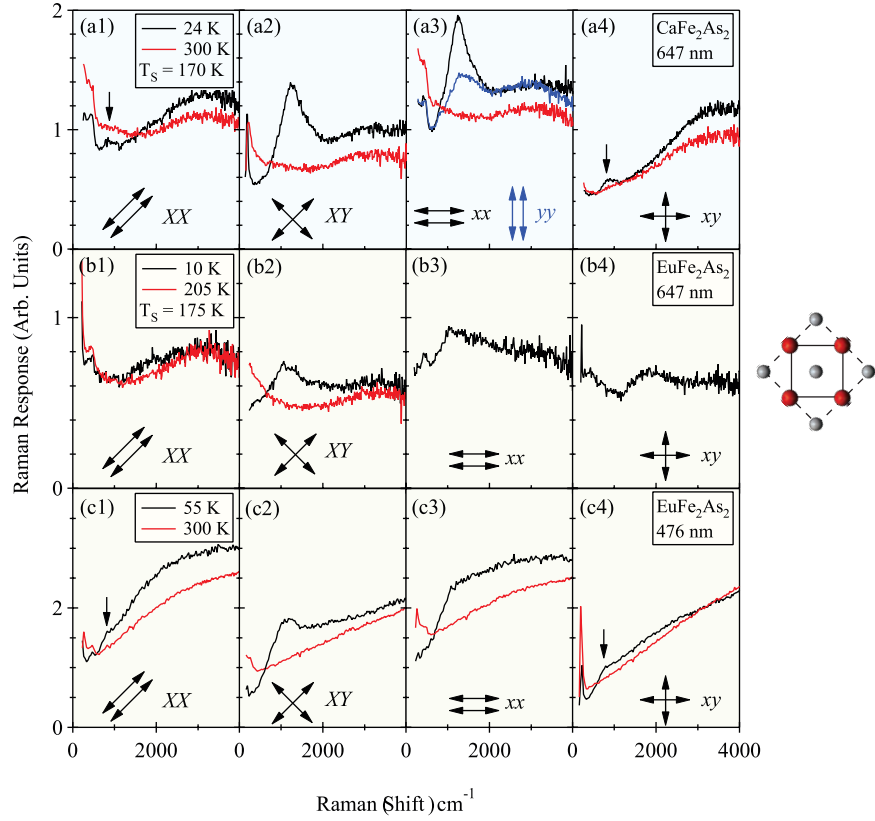 Raman Response (Arb. Units)
2
(a1)
24 K
300 K
T_S = 170 K
XX
(a2)
XY
(a3)
xx
yy
(a4)
CaFe₂As₂
647 nm
xy
1
0
(b1)
10 K
205 K
T_S = 175 K
XX
(b2)
XY
(b3)
xx
(b4)
EuFe₂As₂
647 nm
xy
1
0
(c1)
55 K
300 K
XX
(c2)
XY
(c3)
xx
(c4)
EuFe₂As₂
476 nm
xy
2
0
0 2000 0 2000 0 2000 0 2000 4000
Raman (Shift) cm⁻¹